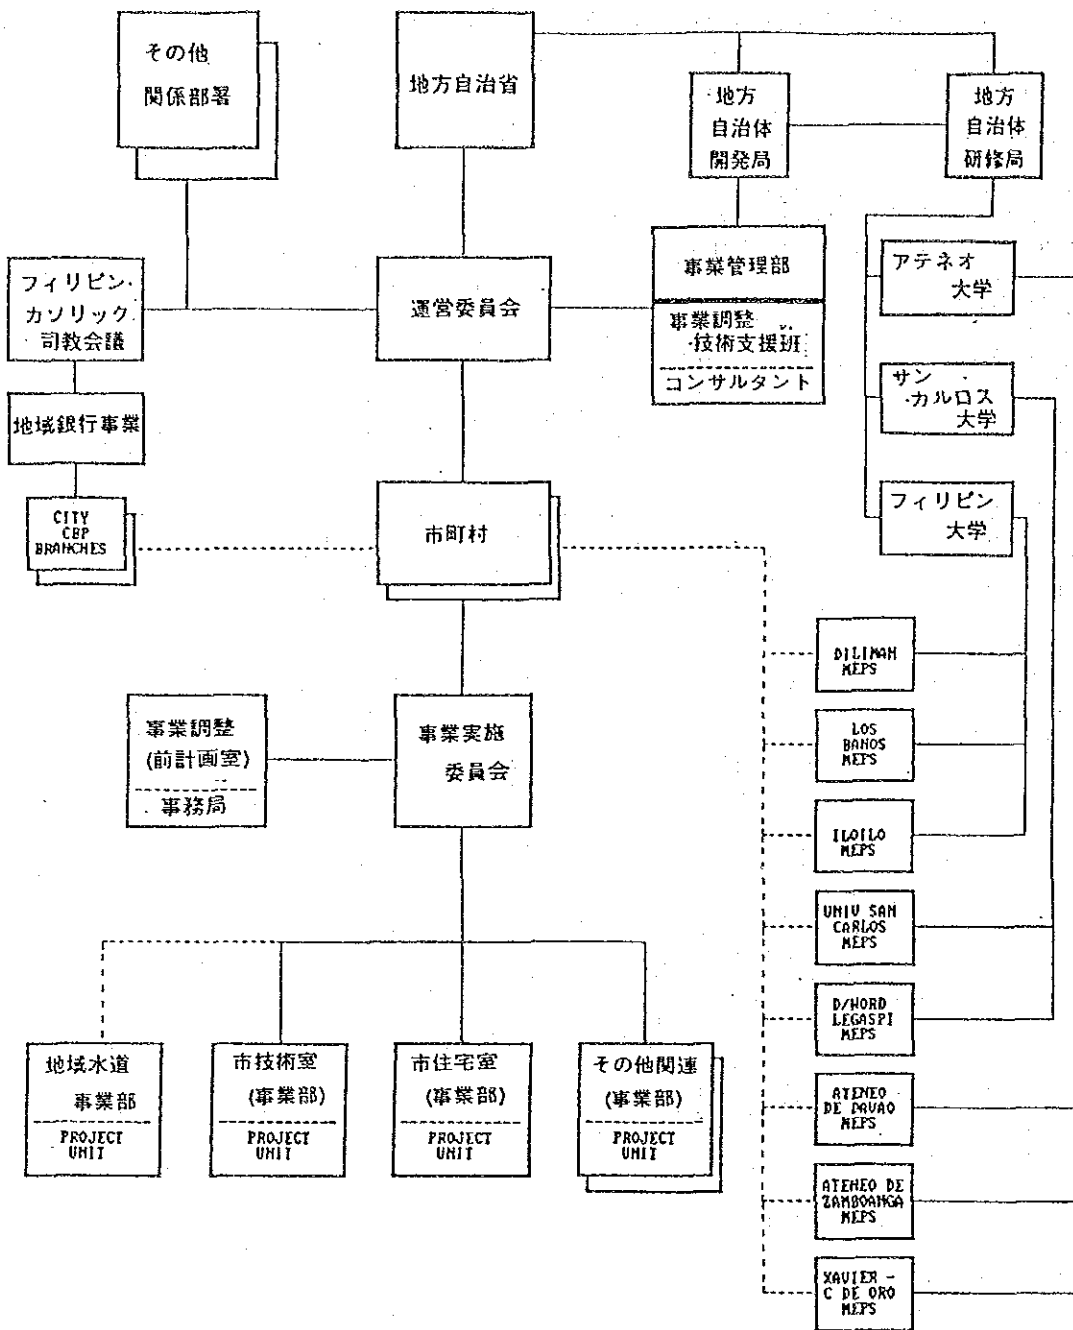 その他
関係部署
地方自治省
地方
自治体
開発局
地方
自治体
研修局
フィリピン・
カソリック
司教会議
運営委員会
事業管理部
事業調整
・技術支援班
コンサルタント
アテネオ
大学
地域銀行事業
サン
・カルロス
大学
CITY
CBP
BRANCHES
市町村
フィリピン
大学
DILIMAN
MEPS
事業調整
(前計画室)
事務局
事業実施
委員会
LOS
BANOS
MEPS
ILOILO
MEPS
UNIV SAN
CARLOS
MEPS
D/WORD
LEGASPI
MEPS
地域水道
事業部
PROJECT
UNIT
市技術室
(事業部)
PROJECT
UNIT
市住宅室
(事業部)
PROJECT
UNIT
その他関連
(事業部)
PROJECT
UNIT
ATENEO
DE DAVAO
MEPS
ATENEO DE
ZAMBOANGA
MEPS
XAVIER -
C DE ORO
MEPS